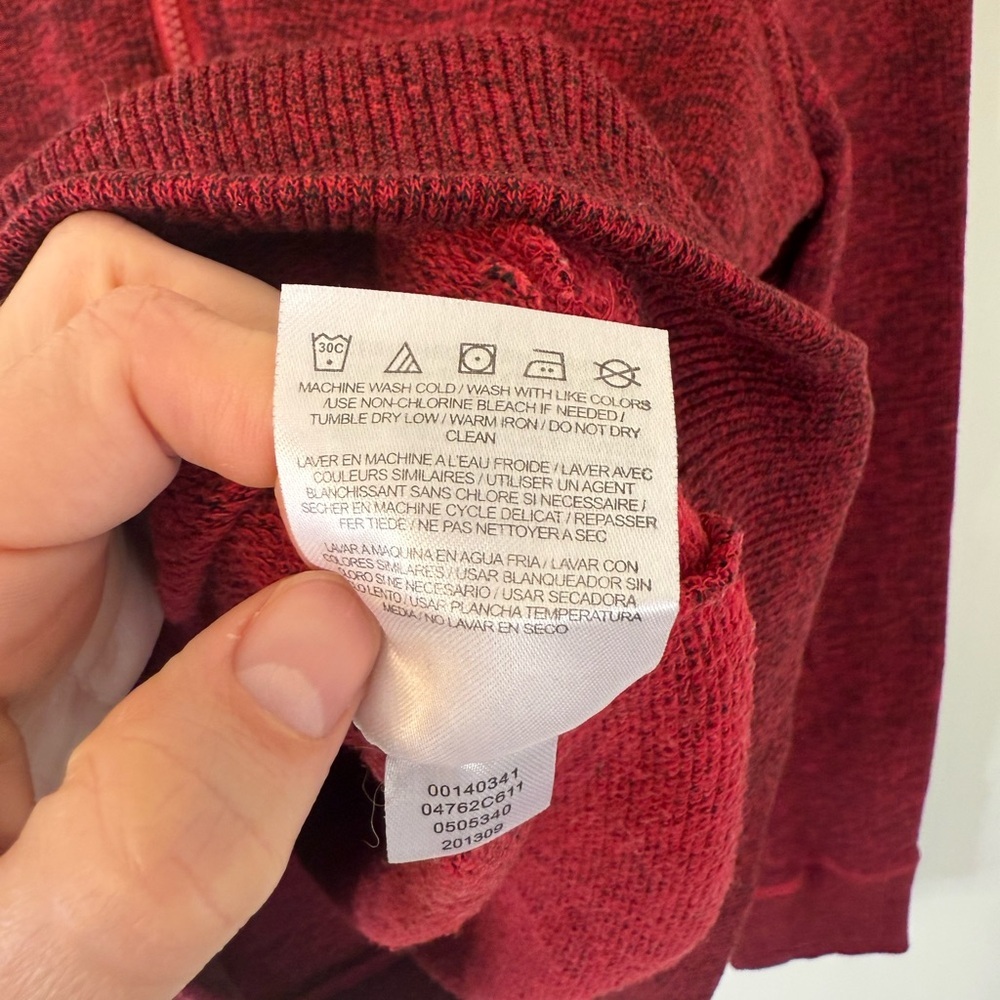 30C
MACHINE WASH COLD / WASH WITH LIKE COLORS
/USE NON-CHLORINE BLEACH IF NEEDED /
TUMBLE DRY LOW / WARM IRON / DO NOT DRY
CLEAN
LAVER EN MACHINE A L'EAU FROIDE / LAVER AVEC
COULEURS SIMILAIRES / UTILISER UN AGENT
BLANCHISSANT SANS CHLORE SI NECESSAIRE /
SECHER EN MACHINE CYCLE DELICAT / REPASSER
FER TIEDE / NE PAS NETTOYER A SEC
LAVAR A MAQUINA EN AGUA FRIA / LAVAR CON
COLORES SIMILARES / USAR BLANQUEADOR SIN
CLORO SI NE NECESARIO / USAR SECADORA
LENTO / USAR PLANCHA TEMPERATURA
MEDIA / NO LAVAR EN SECO
00140341
04762C611
0505340
201309